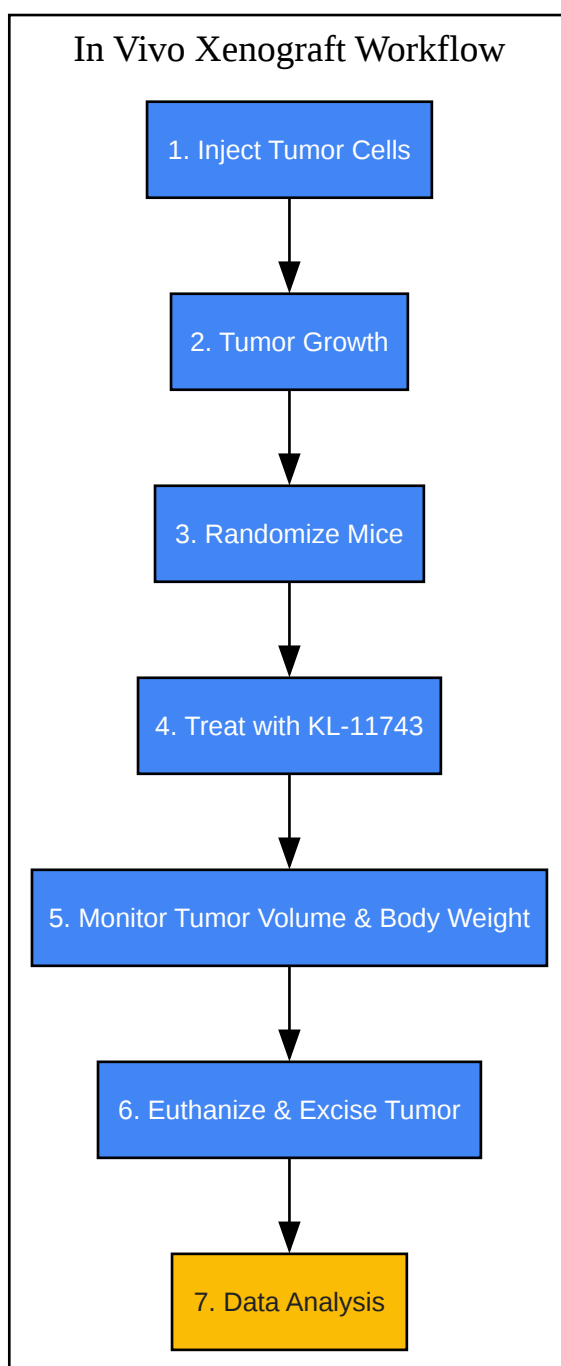 In Vivo Xenograft Workflow
1. Inject Tumor Cells
2. Tumor Growth
3. Randomize Mice
4. Treat with KL-11743
5. Monitor Tumor Volume & Body Weight
6. Euthanize & Excise Tumor
7. Data Analysis